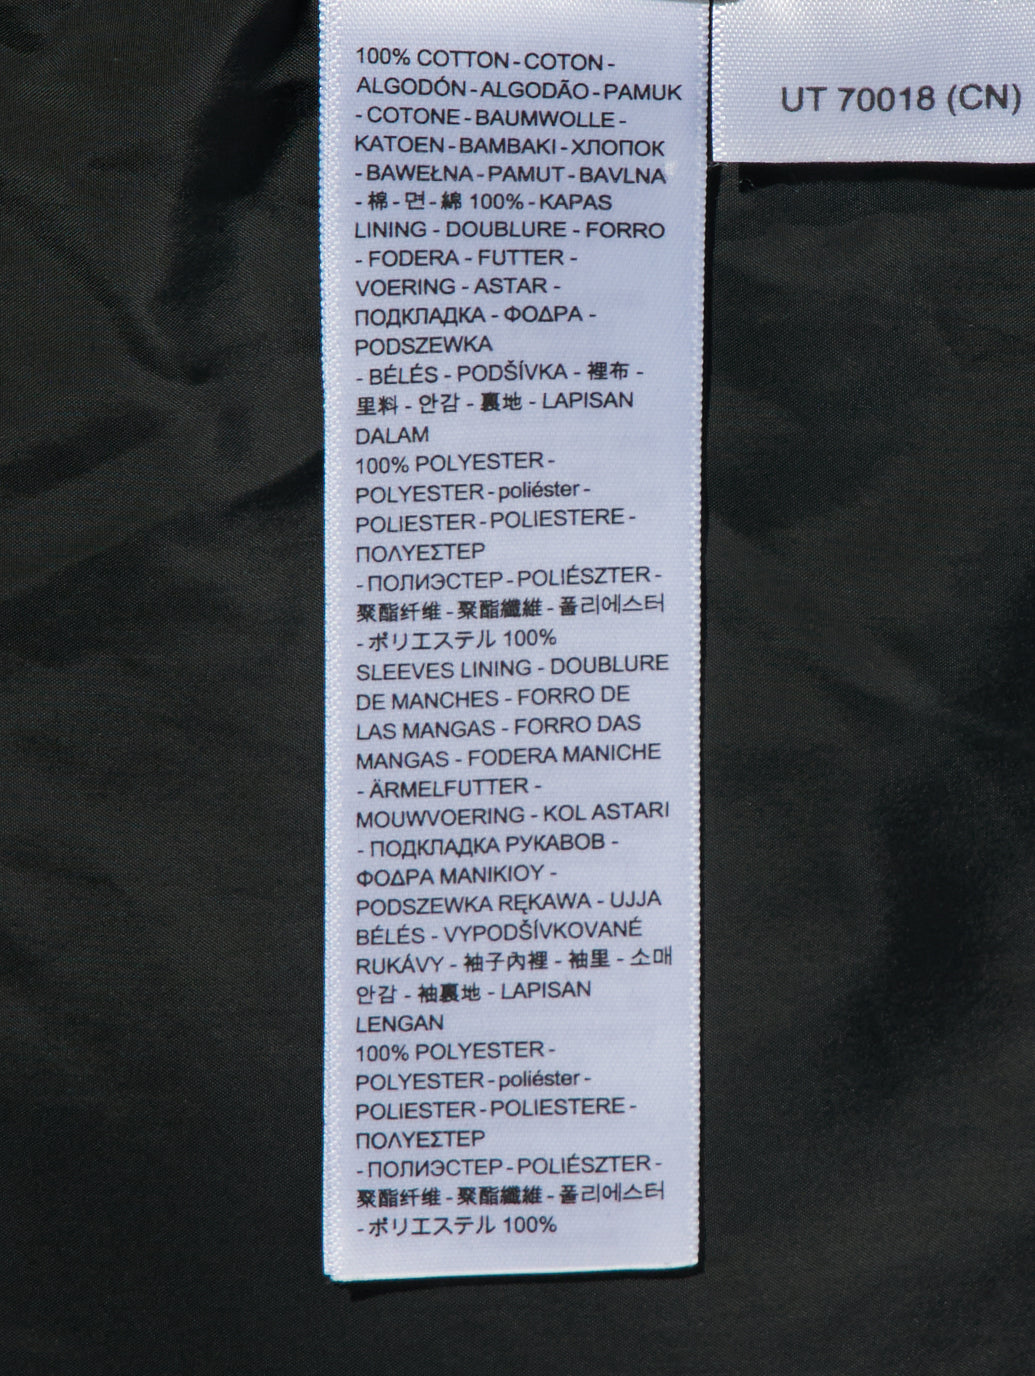 100% COTTON - COTON -
ALGODÓN - ALGODÃO - PAMUK
- COTONE - BAUMWOLLE -
KATOEN - BAMBAKI - ХЛОПОК
- BAWEŁNA - PAMUT - BAVLNA
- 棉 - 면 - 綿 100% - KAPAS
LINING - DOUBLURE - FORRO
- FODERA - FUTTER -
VOERING - ASTAR -
ПОДКЛАДКА - ΦΟΔΡΑ -
PODSZEWKA
- BÉLÉS - PODŠÍVKA - 裡布 -
里料 - 안감 - 裏地 - LAPISAN
DALAM
100% POLYESTER -
POLYESTER - poliéster -
POLIESTER - POLIESTERE -
ΠΟΛΥΕΣΤΕΡ
- ПОЛИЭСТЕР - POLIÉSZTER -
聚酯纤维 - 聚酯纖維 - 폴리에스터
- ポリエステル 100%
SLEEVES LINING - DOUBLURE
DE MANCHES - FORRO DE
LAS MANGAS - FORRO DAS
MANGAS - FODERA MANICHE
- ÄRMELFUTTER -
MOUWVOERING - KOL ASTARI
- ПОДКЛАДКА РУКАВОВ -
ΦΟΔΡΑ ΜΑΝΙΚΙΟΥ -
PODSZEWKA RĘKAWA - UJJA
BÉLÉS - VYPODŠÍVKOVANÉ
RUKÁVY - 袖子內裡 - 袖里 - 소매
안감 - 袖裏地 - LAPISAN
LENGAN
100% POLYESTER -
POLYESTER - poliéster -
POLIESTER - POLIESTERE -
ΠΟΛΥΕΣΤΕΡ
- ПОЛИЭСТЕР - POLIÉSZTER -
聚酯纤维 - 聚酯纖維 - 폴리에스터
- ポリエステル 100%
UT 70018 (CN)